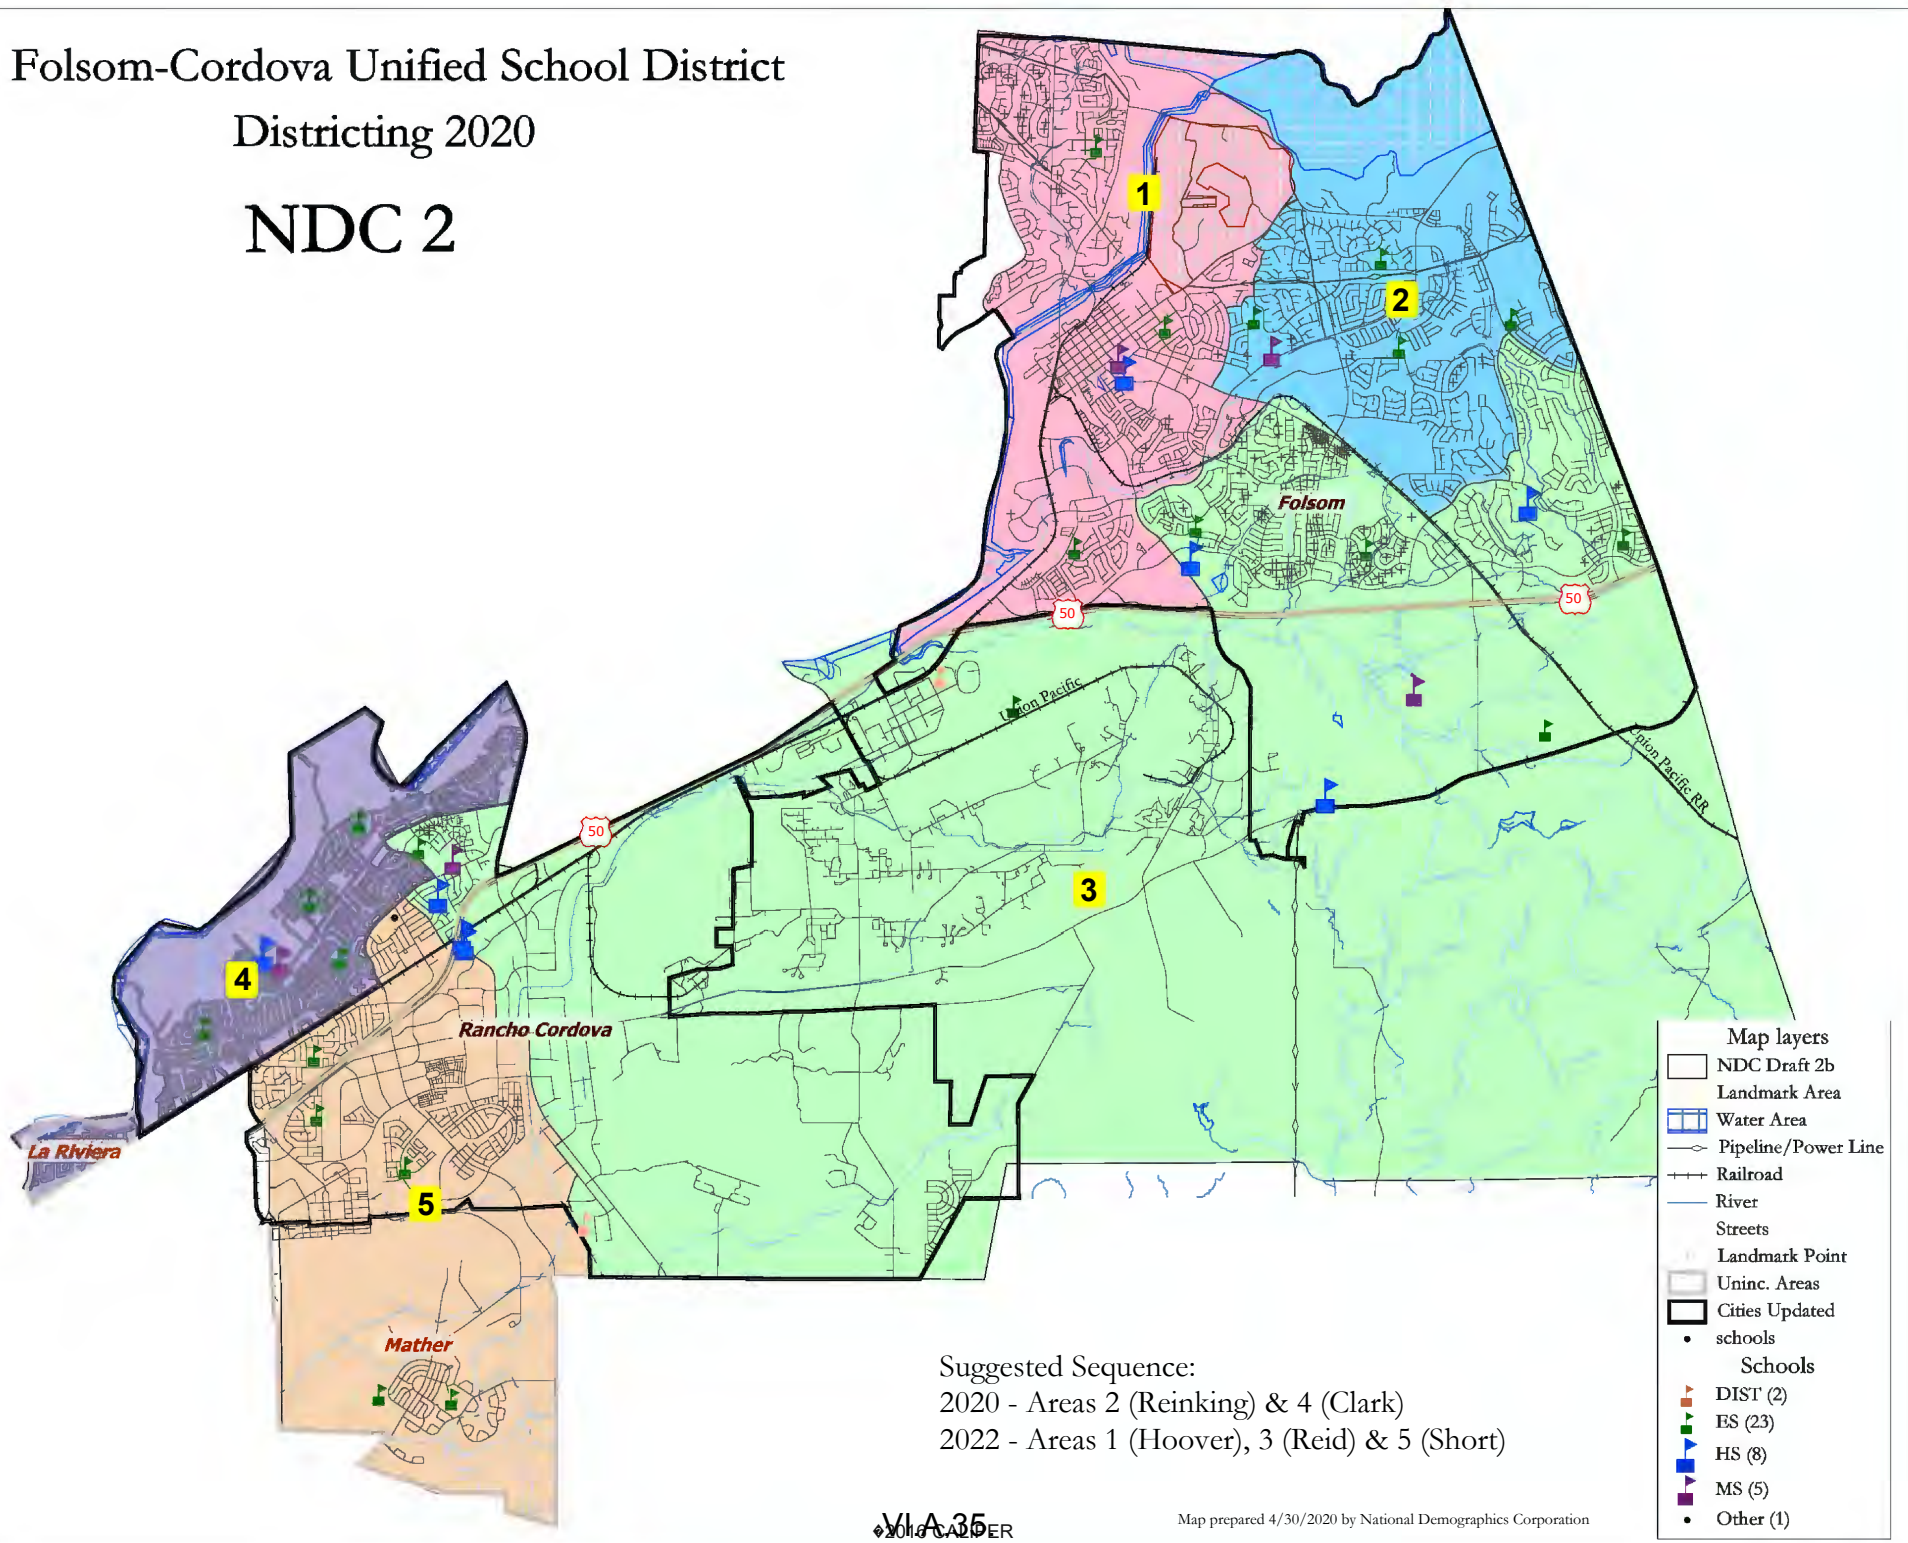 Folsom-Cordova Unified School District
Districting 2020
NDC 2
1
2
Folsom
50
50
Union Pacific
Union Pacific RR
50
3
4
Rancho Cordova
La Riviera
5
Mather
Map layers
NDC Draft 2b
Landmark Area
Water Area
Pipeline/Power Line
Railroad
River
Streets
Landmark Point
Uninc. Areas
Cities Updated
schools
Schools
DIST (2)
ES (23)
HS (8)
MS (5)
Other (1)
Suggested Sequence:
2020 - Areas 2 (Reinking) & 4 (Clark)
2022 - Areas 1 (Hoover), 3 (Reid) & 5 (Short)
VI.A.35.
�2016 CALIPER
Map prepared 4/30/2020 by National Demographics Corporation